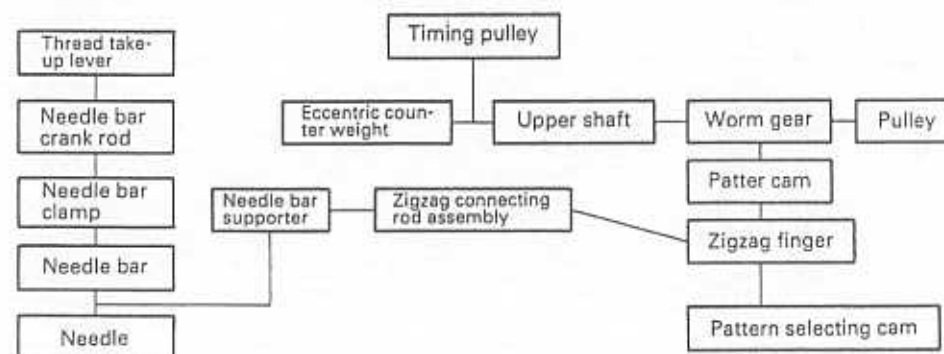 Timing pulley
Thread take-
up lever
Needle bar
crank rod
Eccentric coun-
ter weight
Upper shaft
Worm gear
Pulley
Needle bar
clamp
Needle bar
supporter
Zigzag connecting
rod assembly
Patter cam
Zigzag finger
Needle bar
Needle
Pattern selecting cam